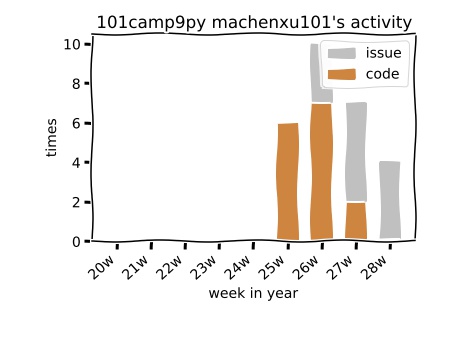 101camp9py machenxu101's activity
10
issue
code
8
6
4
2
0
times
20w 21w 22w 23w 24w 25w 26w 27w 28w
week in year